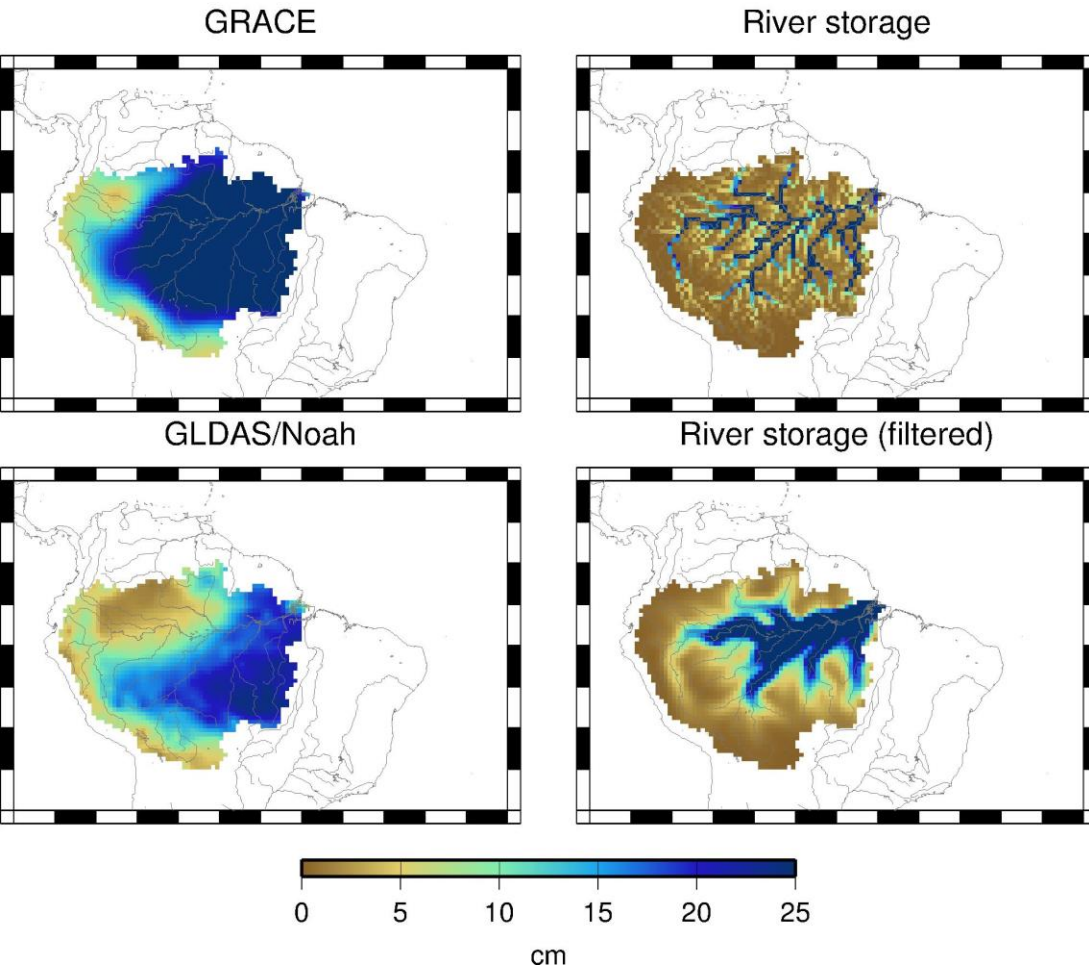 GRACE
River storage
GLDAS/Noah
River storage (filtered)
0 5 10 15 20 25
cm